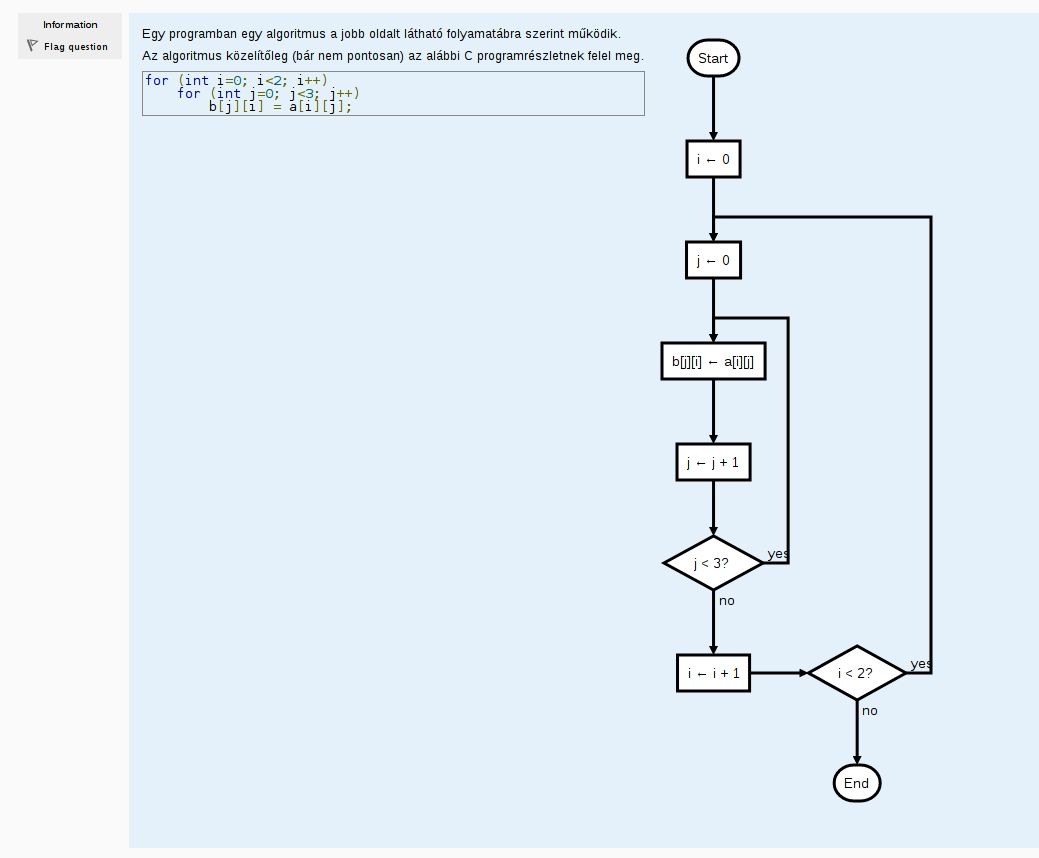 Information
Flag question
Egy programban egy algoritmus a jobb oldalt látható folyamatábra szerint működik.
Az algoritmus közelítőleg (bár nem pontosan) az alábbi C programrészletnek felel meg.
for (int i=0; i<2; i++)
    for (int j=0; j<3; j++)
        b[j][i] = a[i][j];
Start
i ← 0
j ← 0
b[j][i] ← a[i][j]
j ← j + 1
j < 3?
yes
no
i ← i + 1
i < 2?
yes
no
End